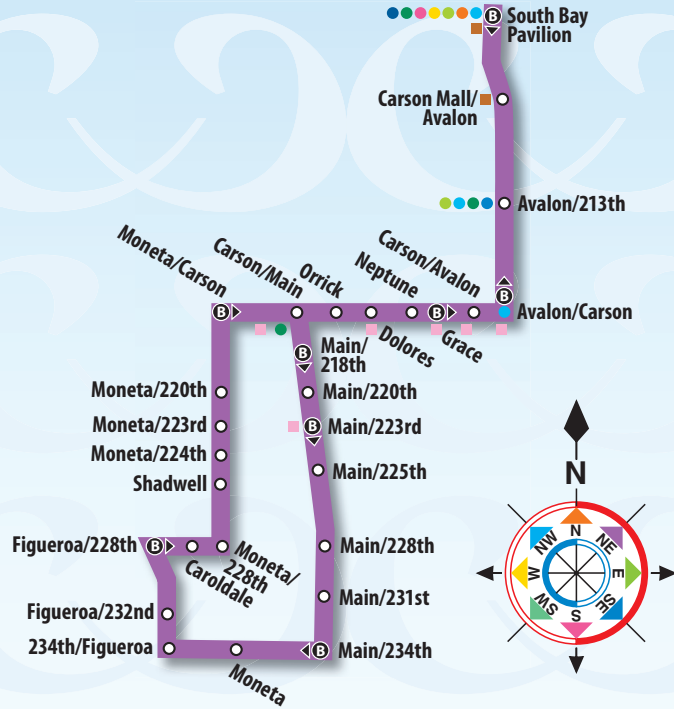 B
South Bay
Pavilion
Carson Mall/
Avalon
Avalon/213th
Moneta/Carson
Carson/Main
Orrick
Neptune
Carson/Avalon
B
B
B
Avalon/Carson
Dolores
Grace
B
Main/
218th
Moneta/220th
Main/220th
Moneta/223rd
B
Main/223rd
Moneta/224th
Main/225th
Shadwell
N
Figueroa/228th
B
Caroldale
Moneta/
228th
Main/228th
Figueroa/232nd
Main/231st
234th/Figueroa
Moneta
B
Main/234th
N
NE
E
SE
S
SW
W
NW